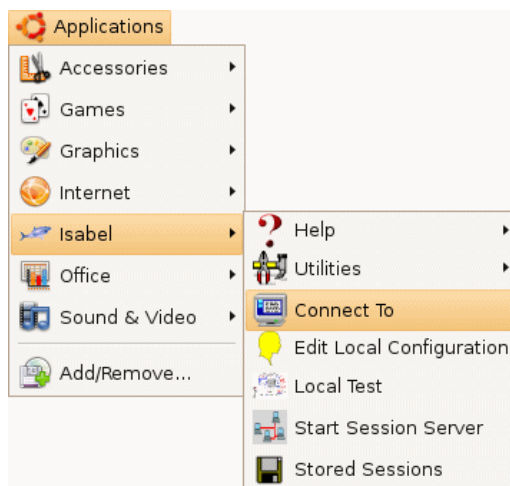 Applications
Accessories
Games
Graphics
Internet
Isabel
Office
Sound & Video
Add/Remove...
Help
Utilities
Connect To
Edit Local Configuration
Local Test
Start Session Server
Stored Sessions